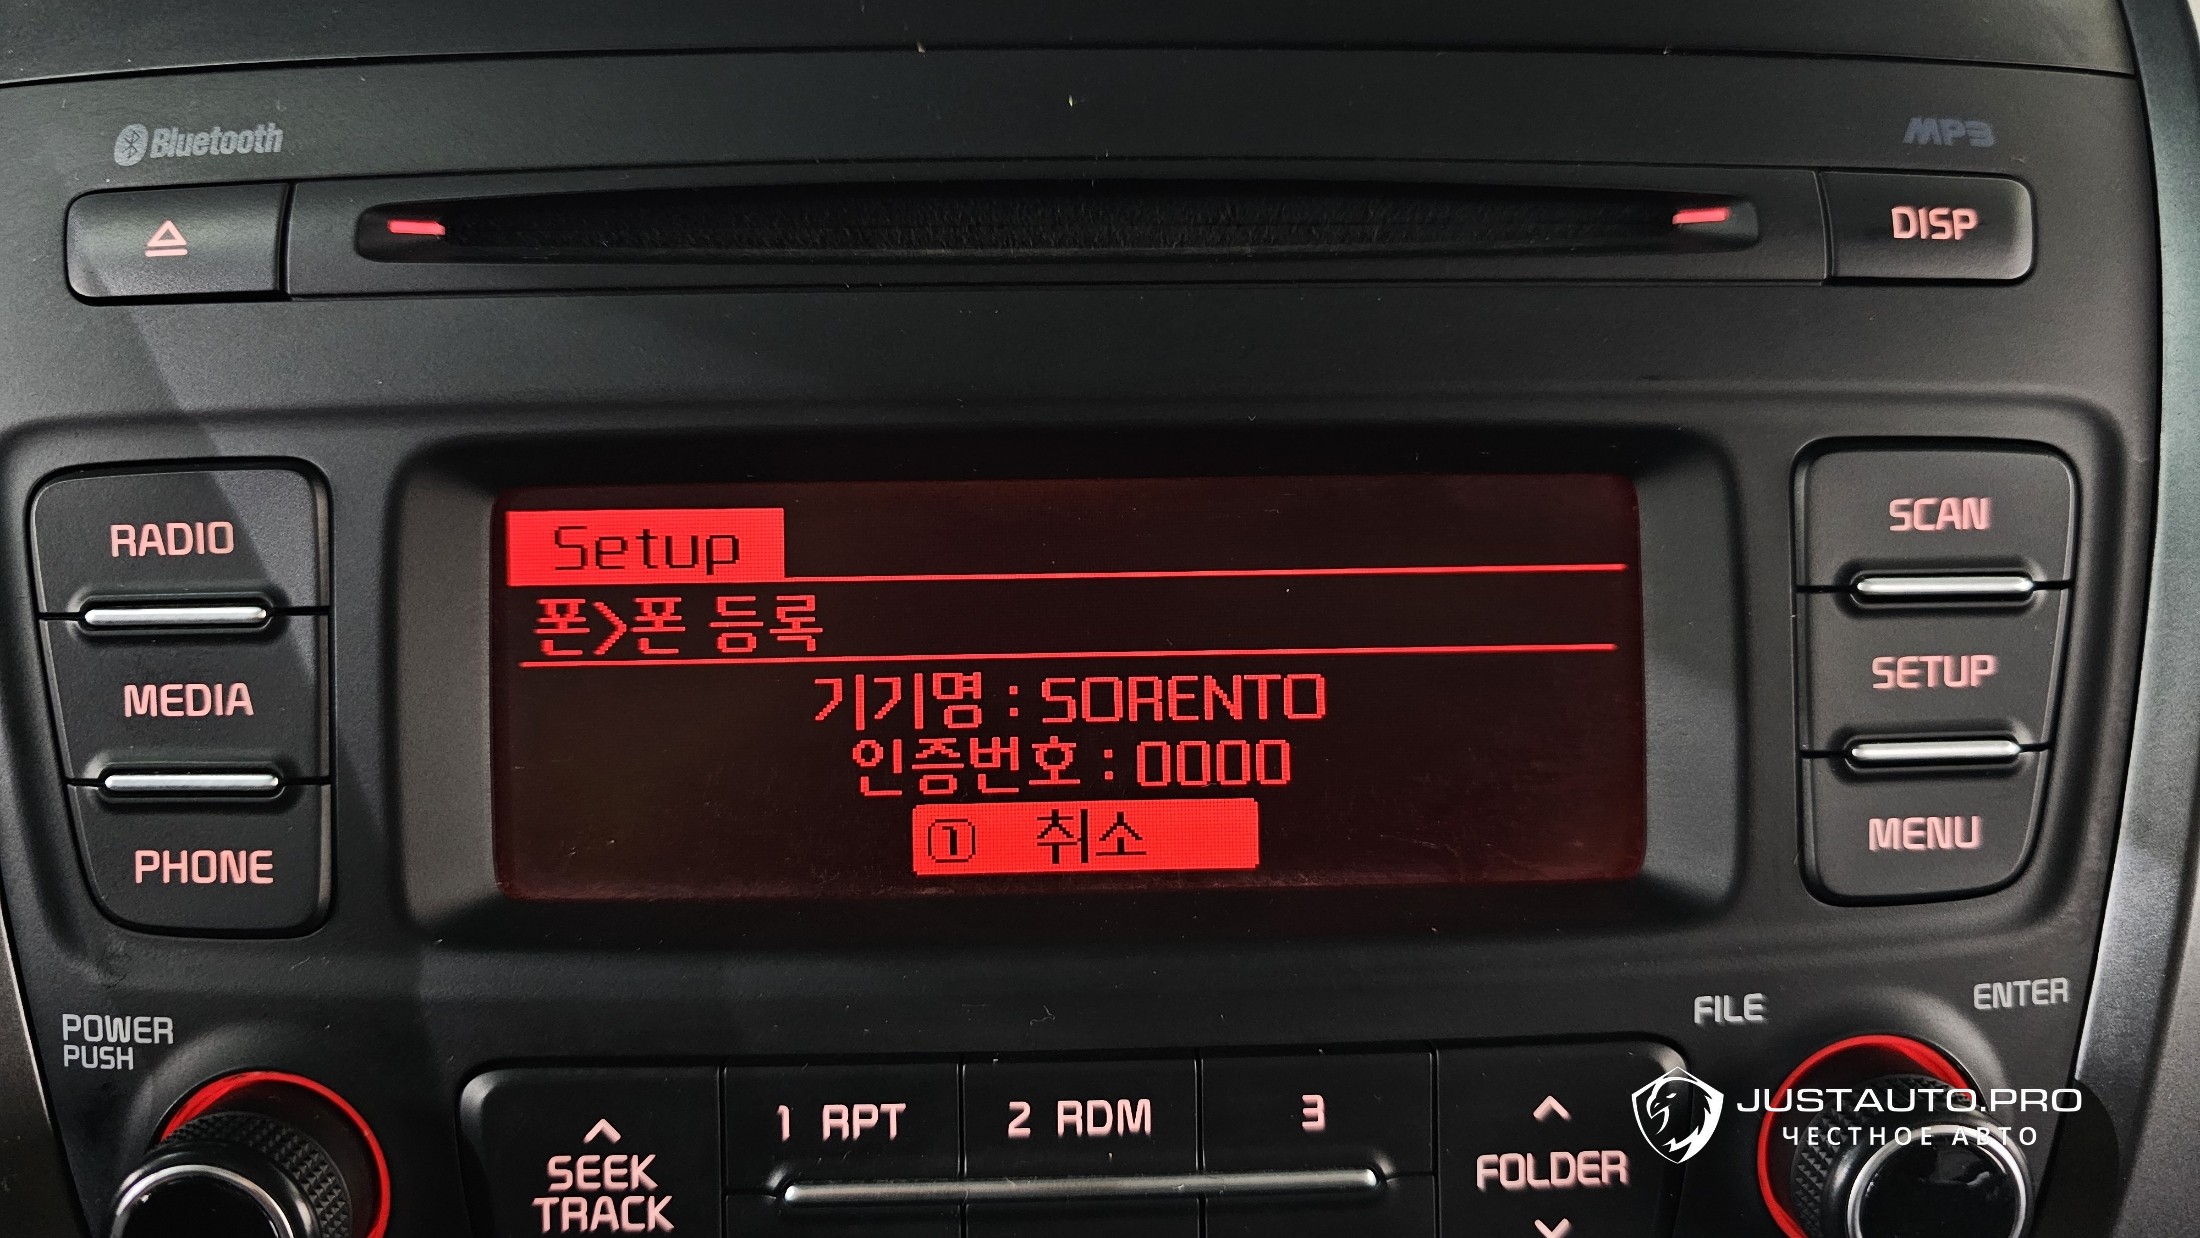 Bluetooth
MP3
DISP
RADIO
MEDIA
PHONE
Setup
폰>폰 등록
기기명 : SORENTO
인증번호 : 0000
① 취소
SCAN
SETUP
MENU
POWER
PUSH
FILE
ENTER
SEEK
TRACK
1 RPT
2 RDM
3
FOLDER
JUSTAUTO.PRO
ЧЕСТНОЕ АВТО